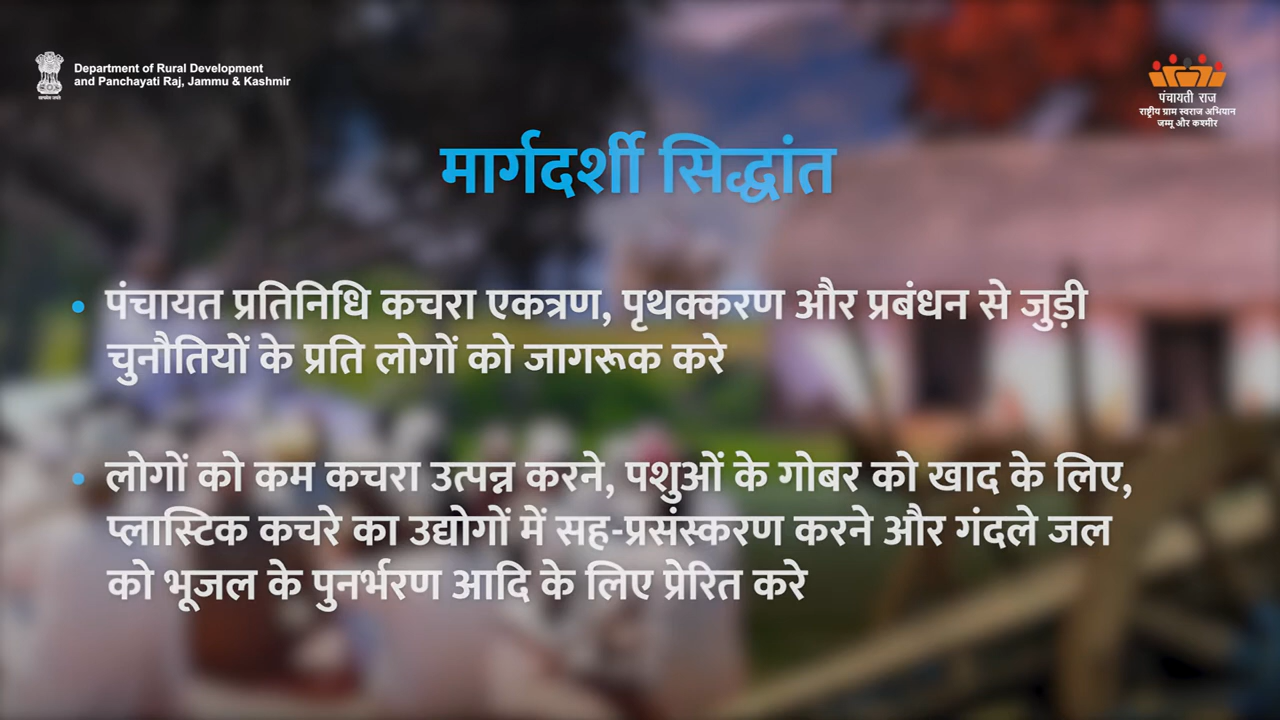 Department of Rural Development
and Panchayati Raj, Jammu & Kashmir
पंचायती राज
राष्ट्रीय ग्राम स्वराज अभियान
जम्मू और कश्मीर
मार्गदर्शी सिद्धांत
• पंचायत प्रतिनिधि कचरा एकत्रण, पृथक्करण और प्रबंधन से जुड़ी
चुनौतियों के प्रति लोगों को जागरूक करे
• लोगों को कम कचरा उत्पन्न करने, पशुओं के गोबर को खाद के लिए,
प्लास्टिक कचरे का उद्योगों में सह-प्रसंस्करण करने और गंदले जल
को भूजल के पुनर्भरण आदि के लिए प्रेरित करे